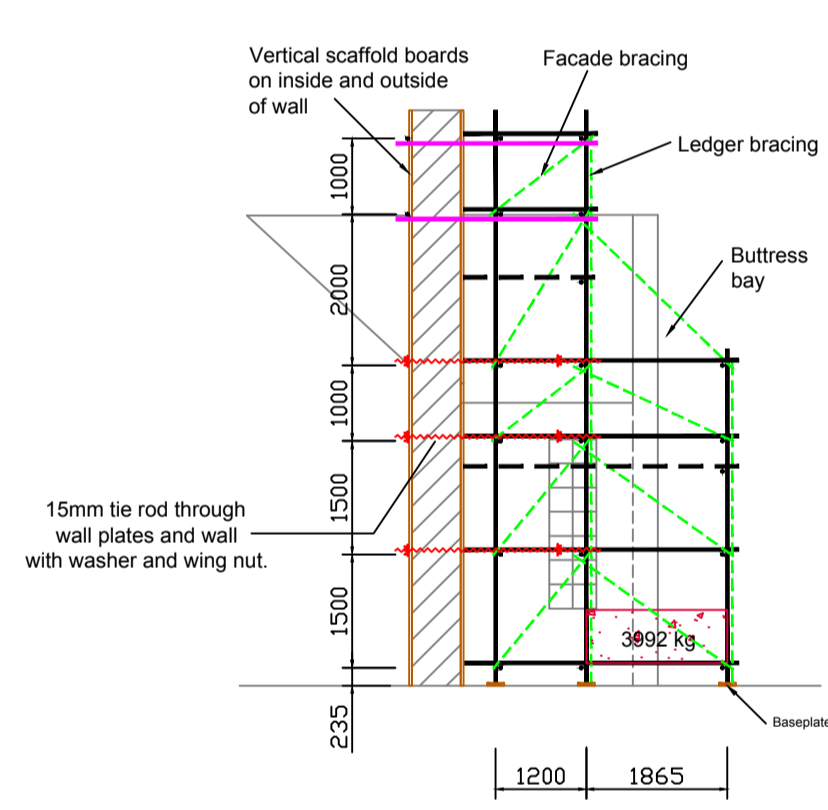 Vertical scaffold boards
on inside and outside
of wall
Facade bracing
Ledger bracing
Buttress
bay
1000
2000
1000
1500
1500
235
15mm tie rod through
wall plates and wall
with washer and wing nut.
3992 kg
Baseplate
1200
1865